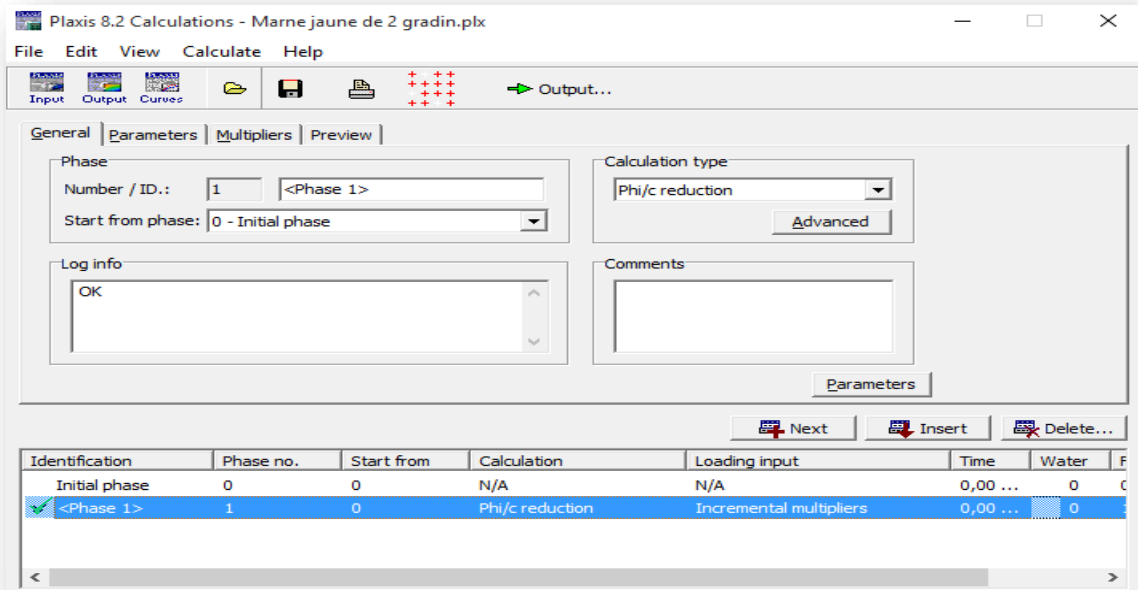 Plaxis 8.2 Calculations - Marne jaune de 2 gradin.plx
File Edit View Calculate Help
Input Output Curves Output...
General Parameters Multipliers Preview
Phase Calculation type
Number / ID.: 1 <Phase 1> Phi/c reduction
Start from phase: 0 - Initial phase Advanced
Log info Comments
OK
Parameters
Next Insert Delete...
Identification Phase no. Start from Calculation Loading input Time Water F
Initial phase 0 0 N/A N/A 0,00 ... 0
<Phase 1> 1 0 Phi/c reduction Incremental multipliers 0,00 ... 0